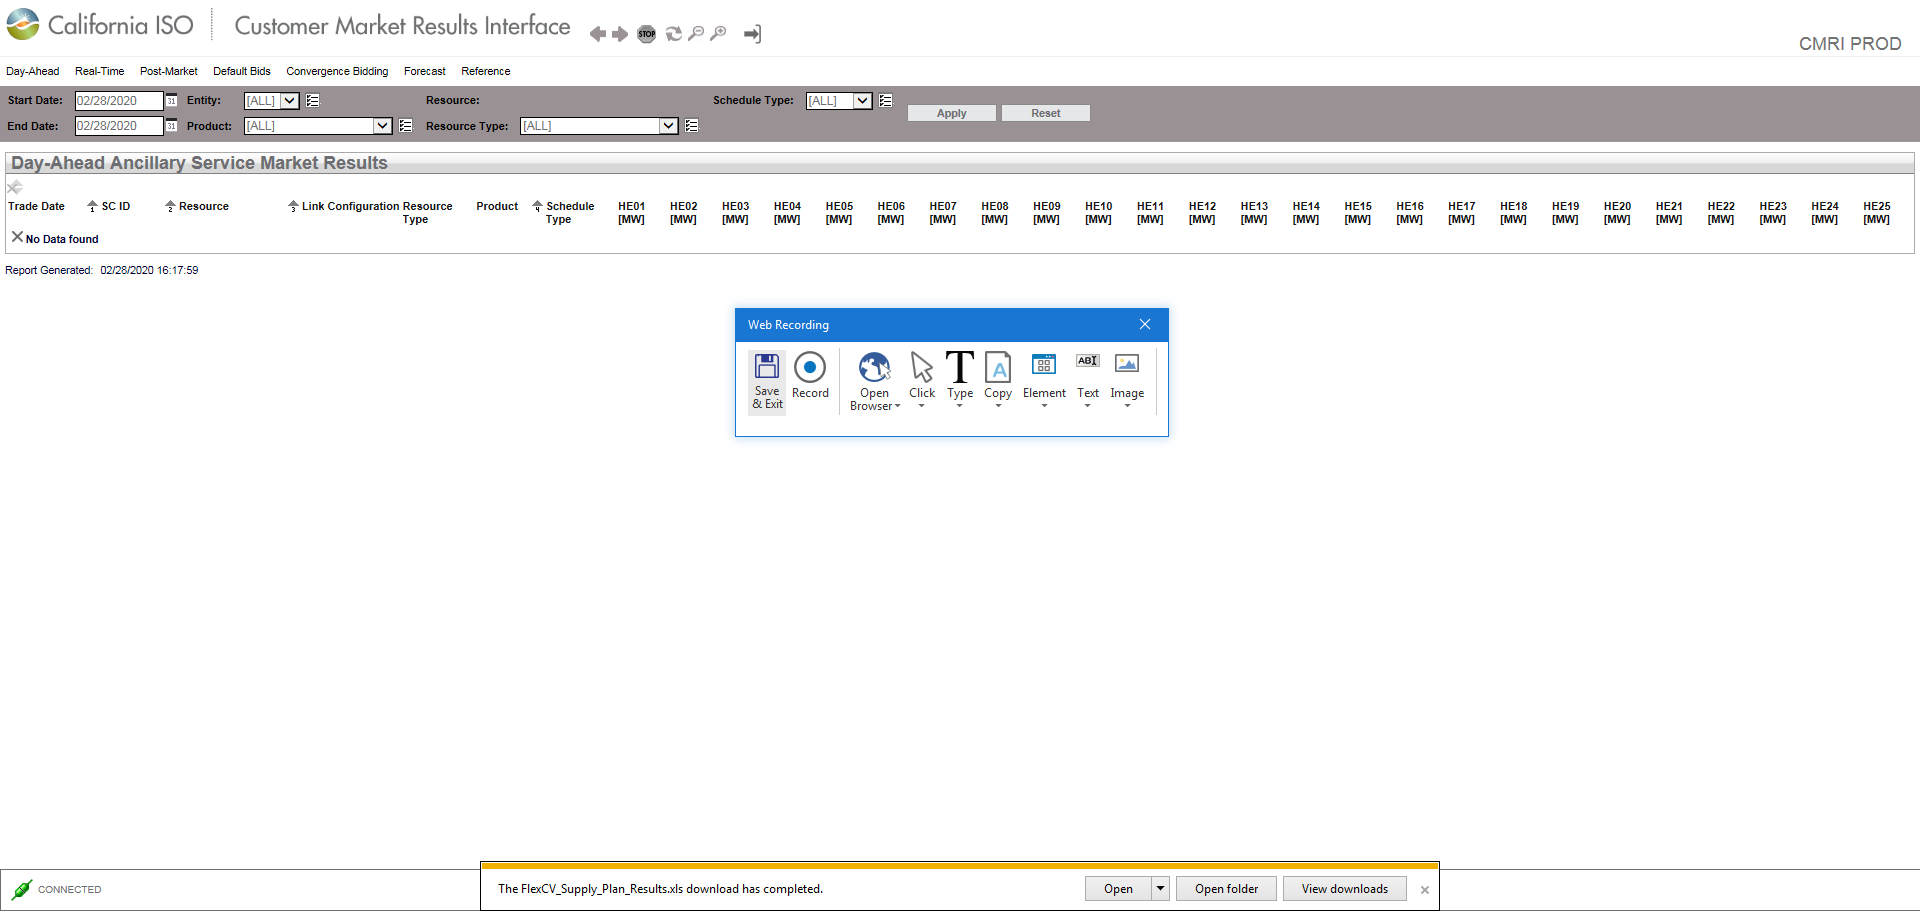 California ISO
Customer Market Results Interface
STOP
CMRI PROD
Day-Ahead Real-Time Post-Market Default Bids Convergence Bidding Forecast Reference
Start Date: 02/28/2020 31 Entity: [ALL] Resource: Schedule Type: [ALL]
Apply Reset
End Date: 02/28/2020 31 Product: [ALL] Resource Type: [ALL]
Day-Ahead Ancillary Service Market Results
Trade Date 1 SC ID 2 Resource 3 Link Configuration Resource Type Product 4 Schedule Type HE01 [MW] HE02 [MW] HE03 [MW] HE04 [MW] HE05 [MW] HE06 [MW] HE07 [MW] HE08 [MW] HE09 [MW] HE10 [MW] HE11 [MW] HE12 [MW] HE13 [MW] HE14 [MW] HE15 [MW] HE16 [MW] HE17 [MW] HE18 [MW] HE19 [MW] HE20 [MW] HE21 [MW] HE22 [MW] HE23 [MW] HE24 [MW] HE25 [MW]
No Data found
Report Generated: 02/28/2020 16:17:59
Web Recording
Save & Exit
Record
Open Browser
Click
T
Type
A
Copy
Element
ABI
Text
Image
CONNECTED
The FlexCV_Supply_Plan_Results.xls download has completed.
Open Open folder View downloads